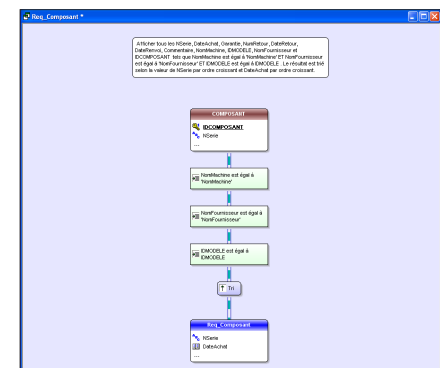 Req_Composant *
Afficher tous les NSerie, DateAchat, Garantie, NumRetour, DateRetour,
DateRenvoi, Commentaire, NomMachine, IDMODELE, NomFournisseur et
IDCOMPOSANT tels que NomMachine est égal à 'NomMachine' ET NomFournisseur
est égal à 'NomFournisseur' ET IDMODELE est égal à IDMODELE . Le résultat est trié
selon la valeur de NSerie par ordre croissant et DateAchat par ordre croissant.
COMPOSANT
IDCOMPOSANT
NSerie
...
NomMachine est égal à
'NomMachine'
NomFournisseur est égal à
'NomFournisseur'
IDMODELE est égal à
IDMODELE
Tri
Req_Composant
NSerie
DateAchat
...